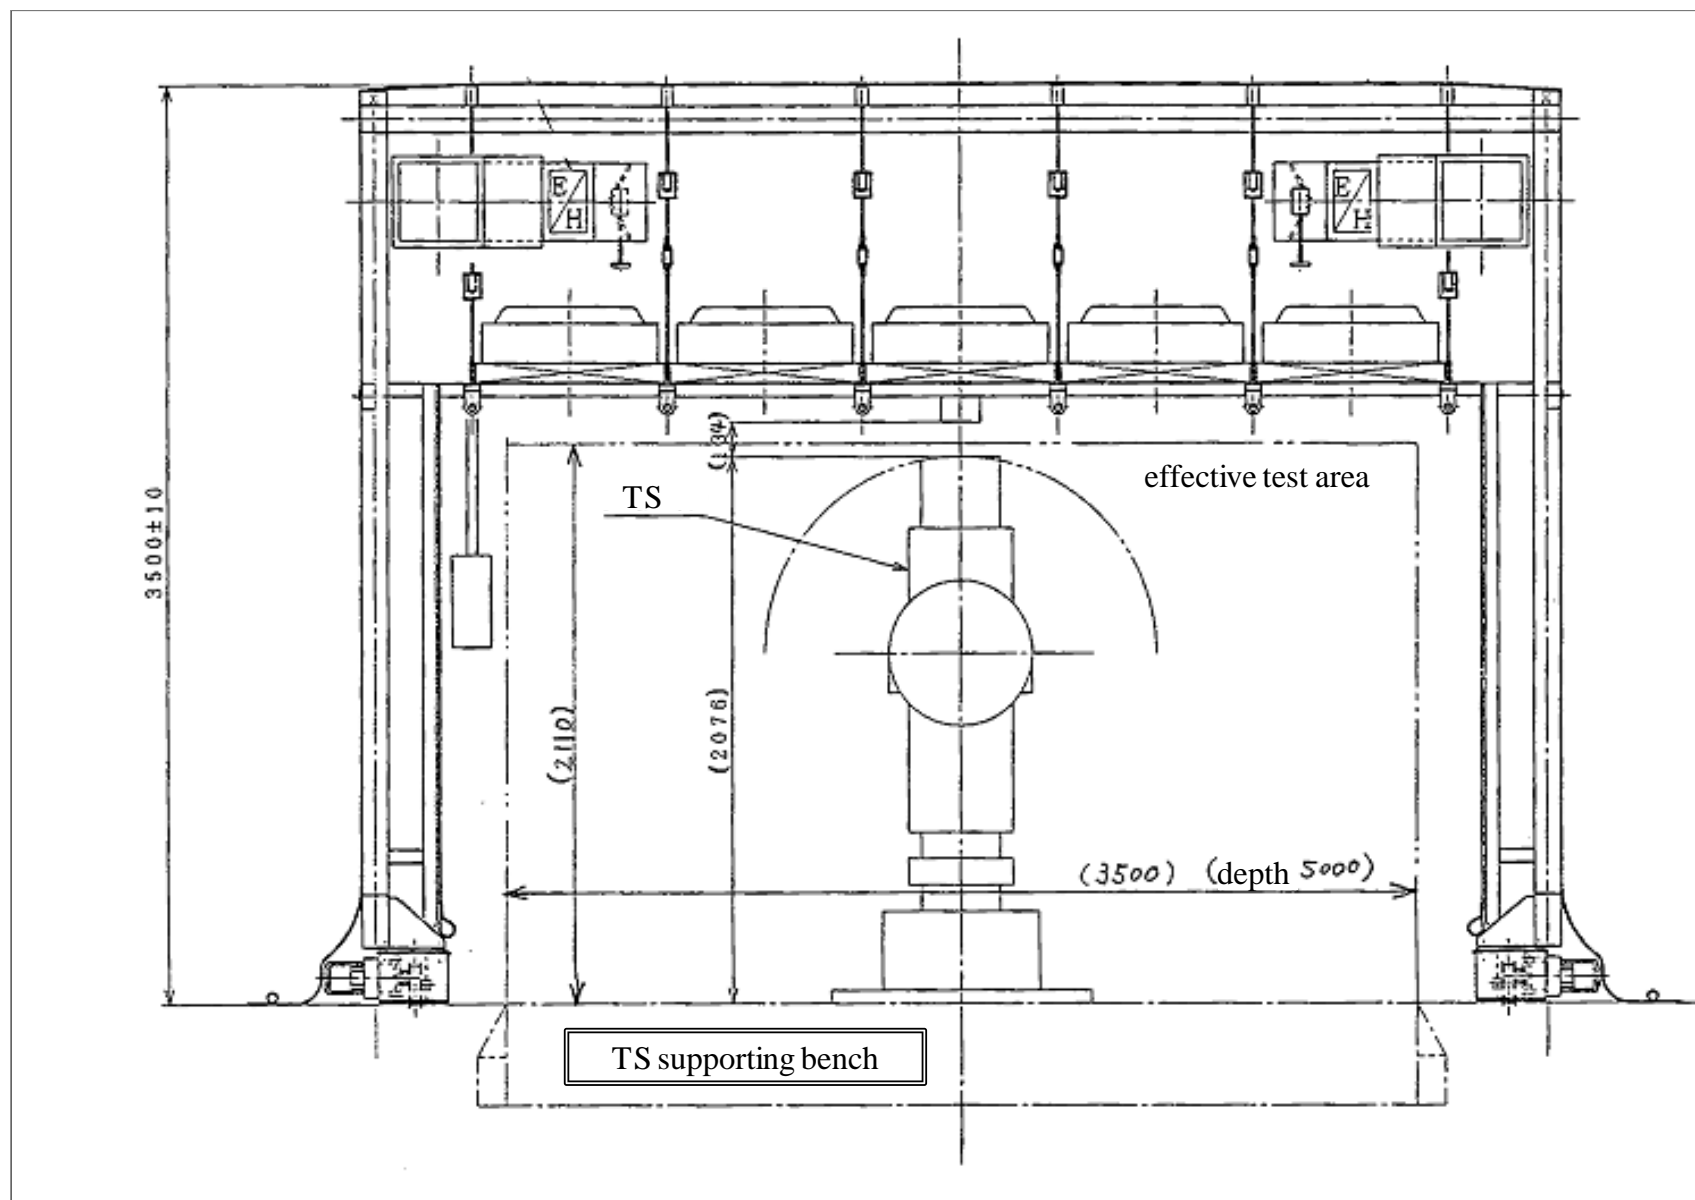 E
H
E
H
(134)
effective test area
TS
3500±10
(2110)
(2076)
(3500) (depth 5000)
TS supporting bench